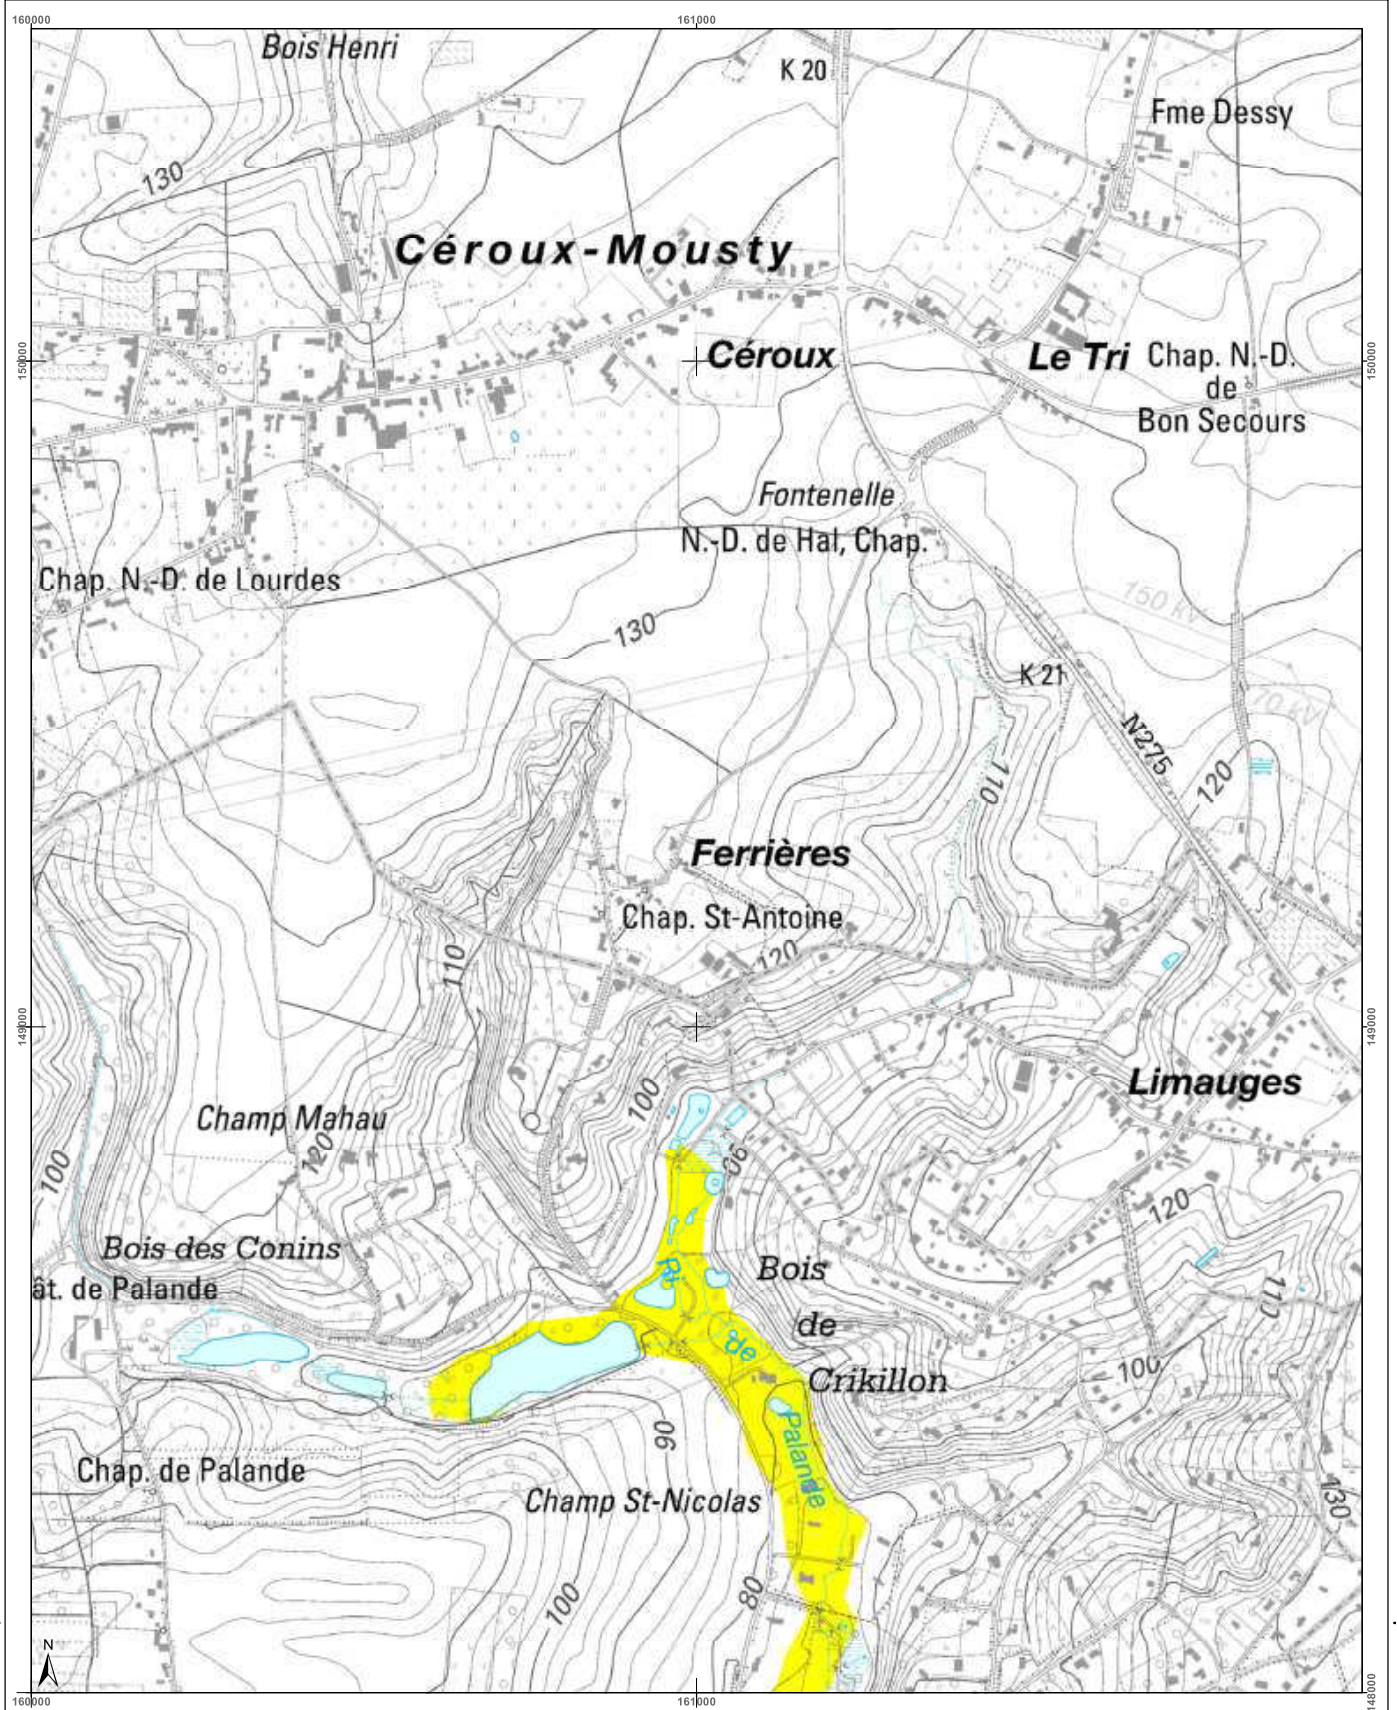 160000
161000
Bois Henri
K 20
Fme Dessy
130
Céroux-Mousty
150000
Céroux
Le Tri
Chap. N.-D.
de
Bon Secours
150000
Fontenelle
N.-D. de Hal, Chap.
Chap. N.-D. de Lourdes
150 kV
130
K 21
70 kV
N275
110
120
Ferrières
Chap. St-Antoine
120
110
149000
149000
Limauges
100
Champ Mahau
120
100
90
120
Bois des Conins
ât. de Palande
Ri
Bois
de
Crikillon
110
de
100
Palande
90
Chap. de Palande
Champ St-Nicolas
130
100
80
N
160000
161000
148000